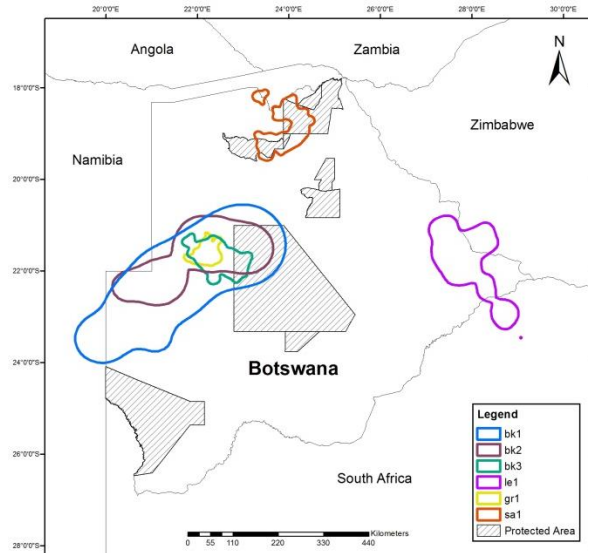 20°0'0"E 22°0'0"E 24°0'0"E 26°0'0"E 28°0'0"E 30°0'0"E
Angola
Zambia
N
18°0'0"S
Zimbabwe
Namibia
20°0'0"S
22°0'0"S
24°0'0"S
Botswana
Legend
bk1
bk2
bk3
le1
gr1
sa1
Protected Area
26°0'0"S
South Africa
Kilometers
0 55 110 220 330 440
28°0'0"S